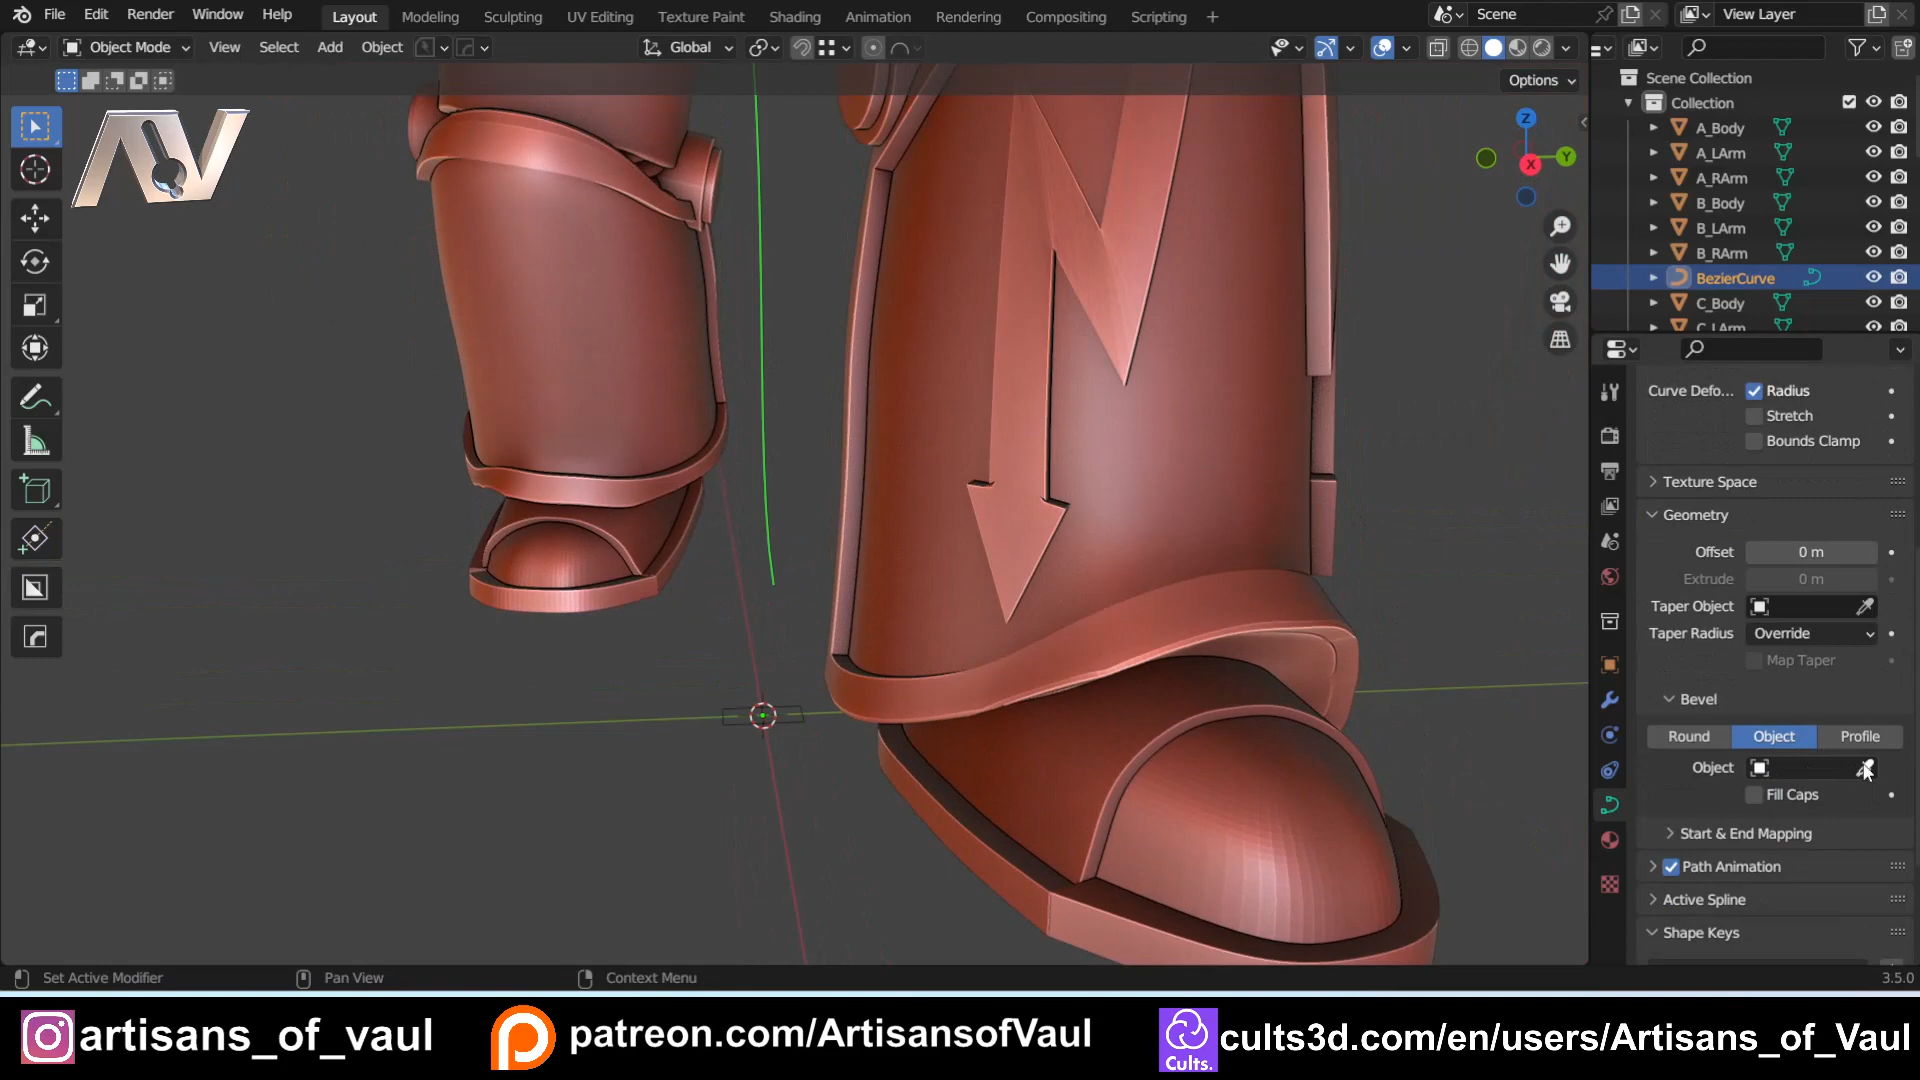 File Edit Render Window Help Layout Modeling Sculpting UV Editing Texture Paint Shading Animation Rendering Compositing Scripting + Scene View Layer
Object Mode View Select Add Object Global
Options
AV
Z
Y
X
Scene Collection
Collection
A_Body
A_LArm
A_RArm
B_Body
B_LArm
B_RArm
BezierCurve
C_Body
C_LArm
Curve Defo... Radius
Stretch
Bounds Clamp
Texture Space
Geometry
Offset 0 m
Extrude 0 m
Taper Object
Taper Radius Override
Map Taper
Bevel
Round Object Profile
Object
Fill Caps
Start & End Mapping
Path Animation
Active Spline
Shape Keys
Set Active Modifier Pan View Context Menu 3.5.0
artisans_of_vaul patreon.com/ArtisansofVaul Cults. cults3d.com/en/users/Artisans_of_Vaul